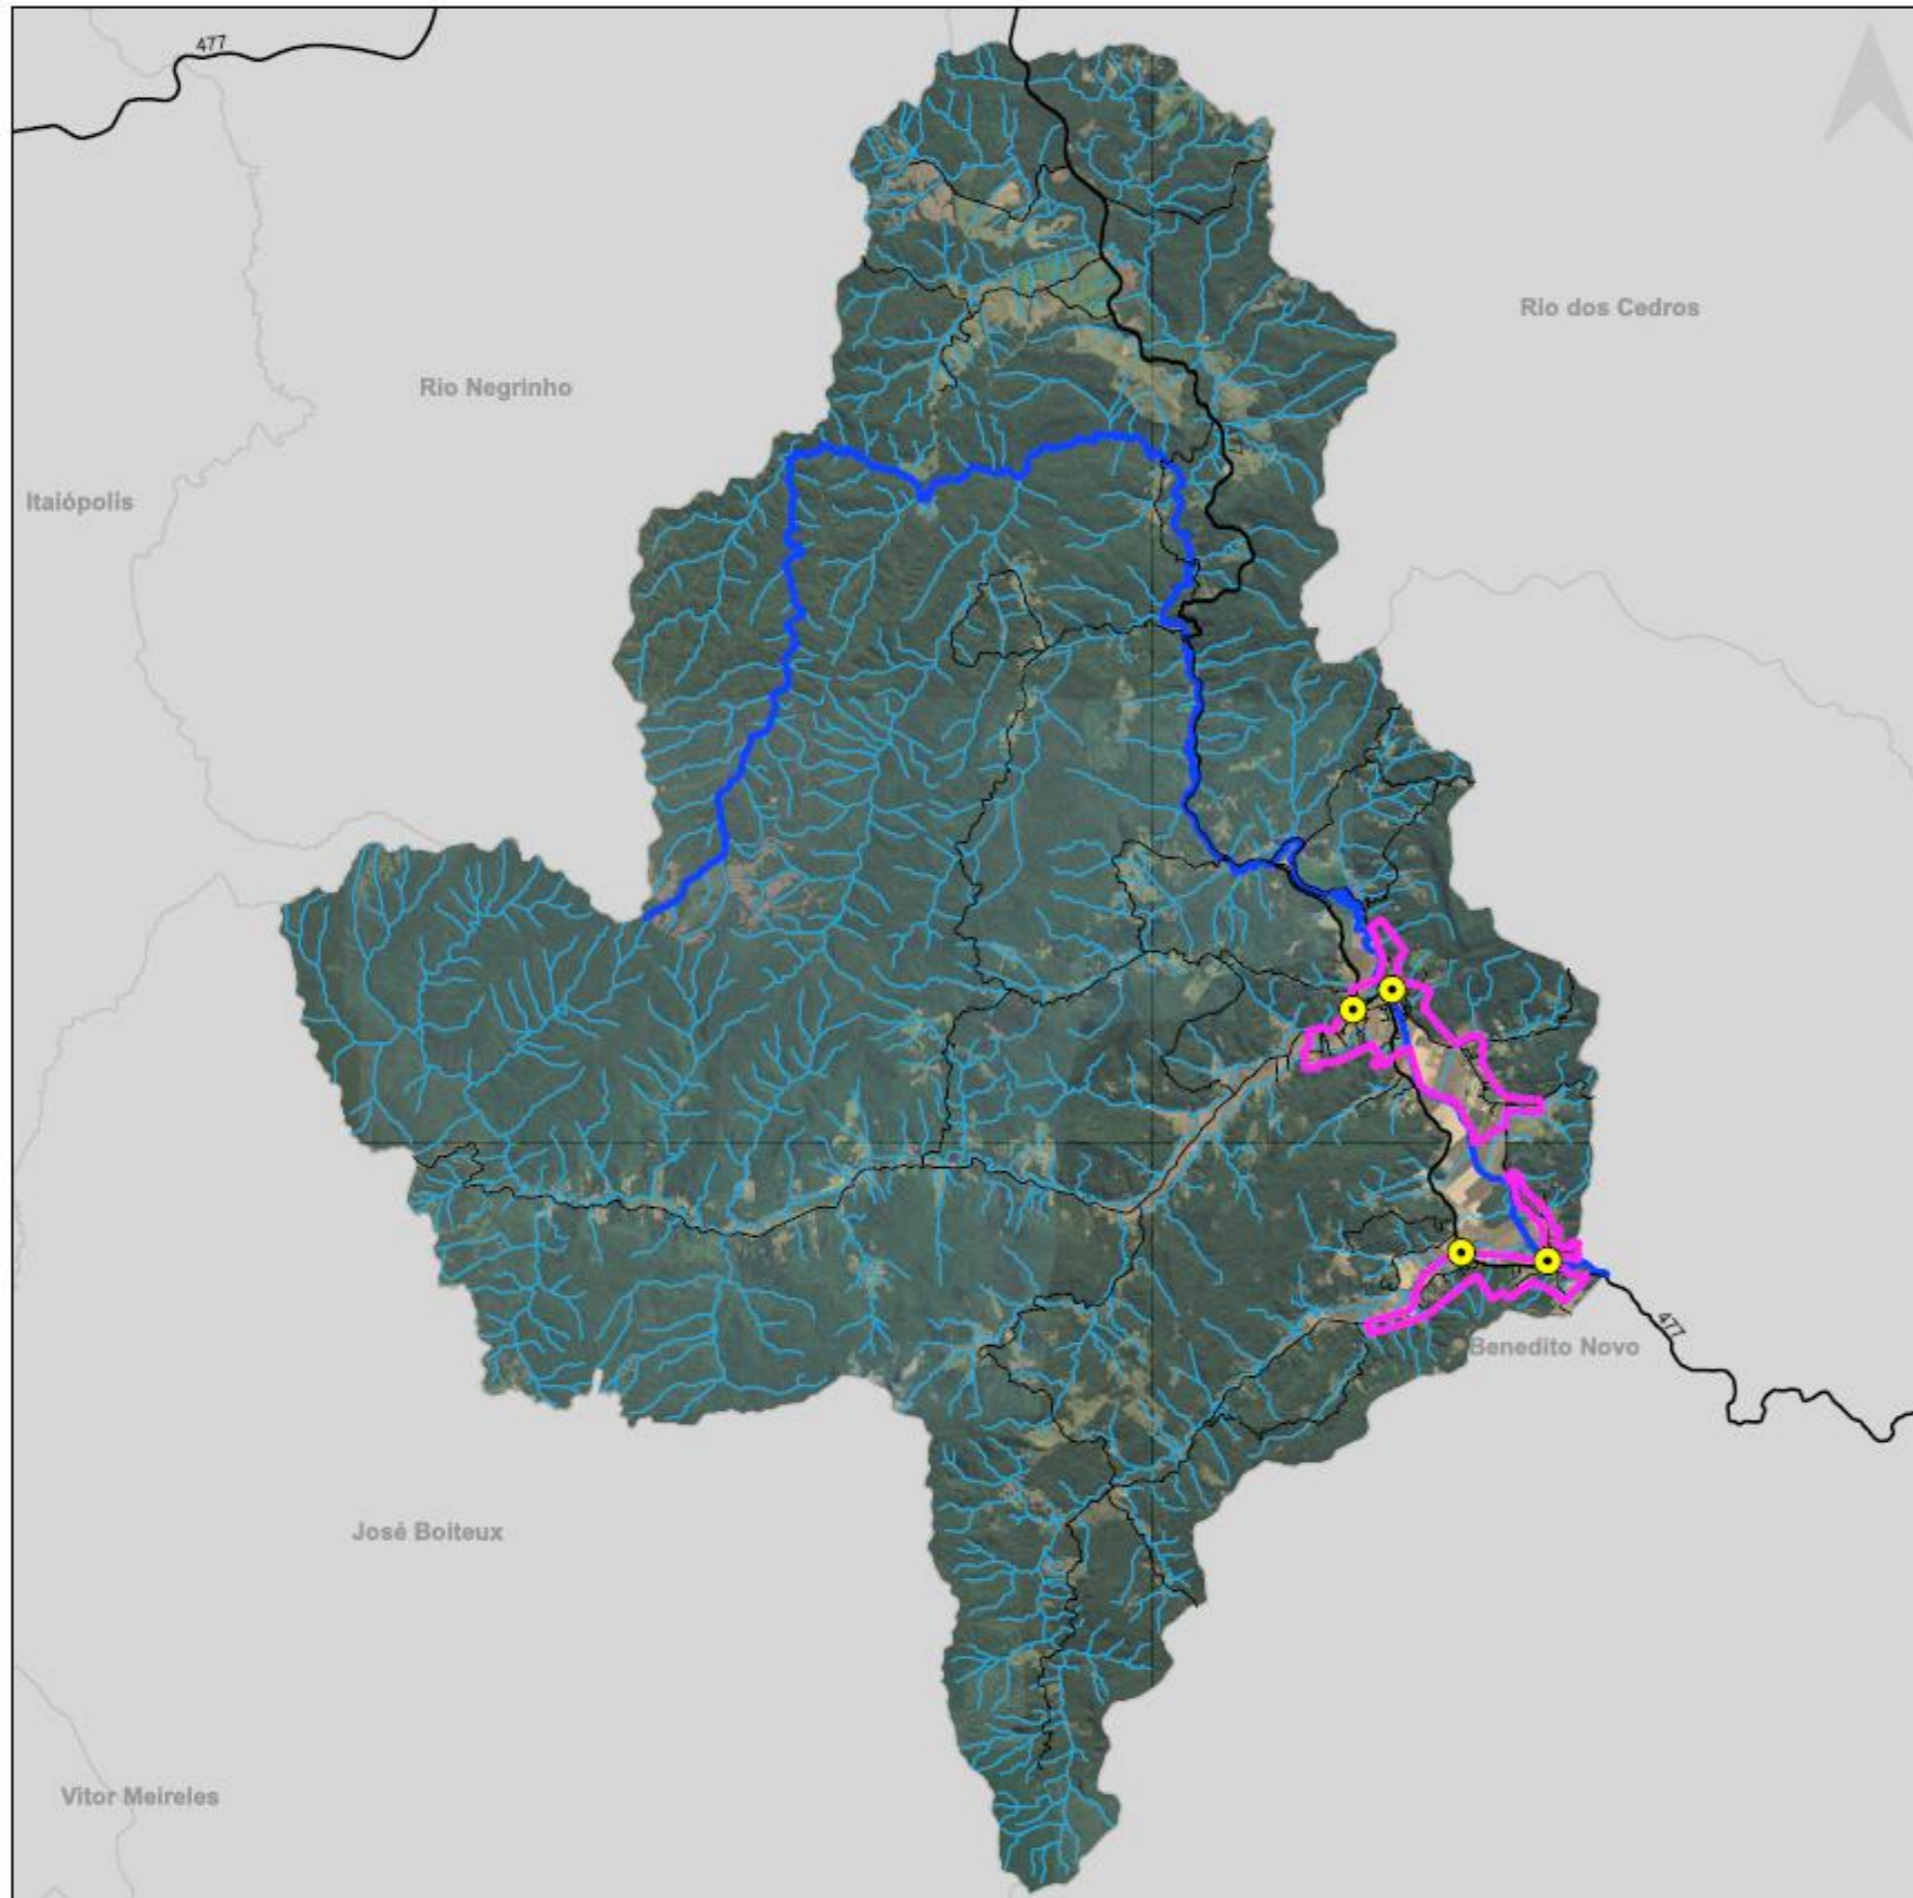 477
Rio dos Cedros
Rio Negrinho
Itaiópolis
477
Benedito Novo
José Boiteux
Vitor Meireles